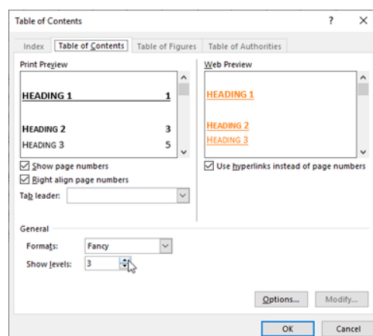 Table of Contents ? ×
Index Table of Contents Table of Figures Table of Authorities
Print Preview Web Preview
HEADING 1 1 HEADING 1
HEADING 2 3 HEADING 2
HEADING 3 5 HEADING 3
Show page numbers Use hyperlinks instead of page numbers
Right align page numbers
Tab leader:
General
Formats: Fancy
Show levels: 3
Options... Modify...
OK Cancel